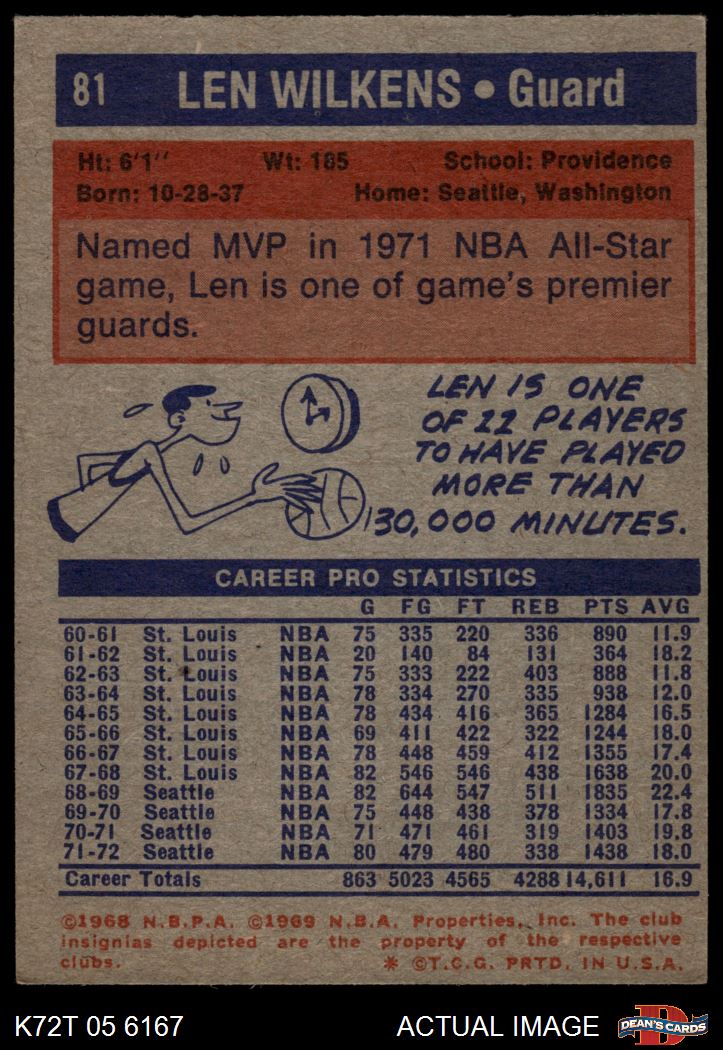 81 LEN WILKENS • Guard
Ht: 6'1" Wt: 185 School: Providence
Born: 10-28-37 Home: Seattle, Washington
Named MVP in 1971 NBA All-Star
game, Len is one of game's premier
guards.
LEN IS ONE
OF 11 PLAYERS
TO HAVE PLAYED
MORE THAN
30,000 MINUTES.
CAREER PRO STATISTICS
G FG FT REB PTS AVG
60-61 St. Louis NBA 75 335 220 336 890 11.9
61-62 St. Louis NBA 20 140 84 131 364 18.2
62-63 St. Louis NBA 75 333 222 403 888 11.8
63-64 St. Louis NBA 78 334 270 335 938 12.0
64-65 St. Louis NBA 78 434 416 365 1284 16.5
65-66 St. Louis NBA 69 411 422 322 1244 18.0
66-67 St. Louis NBA 78 448 459 412 1355 17.4
67-68 St. Louis NBA 82 546 546 438 1638 20.0
68-69 Seattle NBA 82 644 547 511 1835 22.4
69-70 Seattle NBA 75 448 438 378 1334 17.8
70-71 Seattle NBA 71 471 461 319 1403 19.8
71-72 Seattle NBA 80 479 480 338 1438 18.0
Career Totals 863 5023 4565 4288 14,611 16.9
©1968 N.B.P.A. ©1969 N.B.A. Properties, Inc. The club
insignias depicted are the property of the respective
clubs. * ©T.C.G. PRTD. IN U.S.A.
K72T 05 6167 ACTUAL IMAGE DEAN'S CARDS